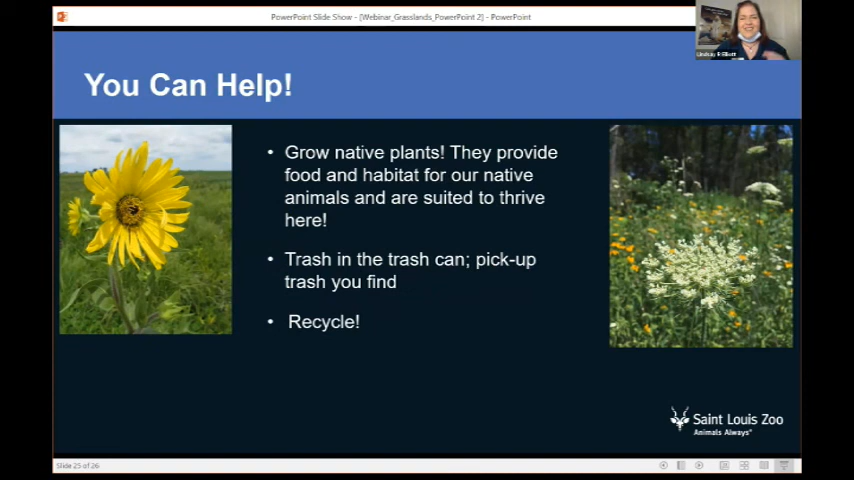 PowerPoint Slide Show - [Webinar_Grasslands_PowerPoint 2] - PowerPoint
Lindsay R Elliott
You Can Help!
• Grow native plants! They provide
food and habitat for our native
animals and are suited to thrive
here!
• Trash in the trash can; pick-up
trash you find
• Recycle!
Saint Louis Zoo
Animals Always®
Slide 25 of 26